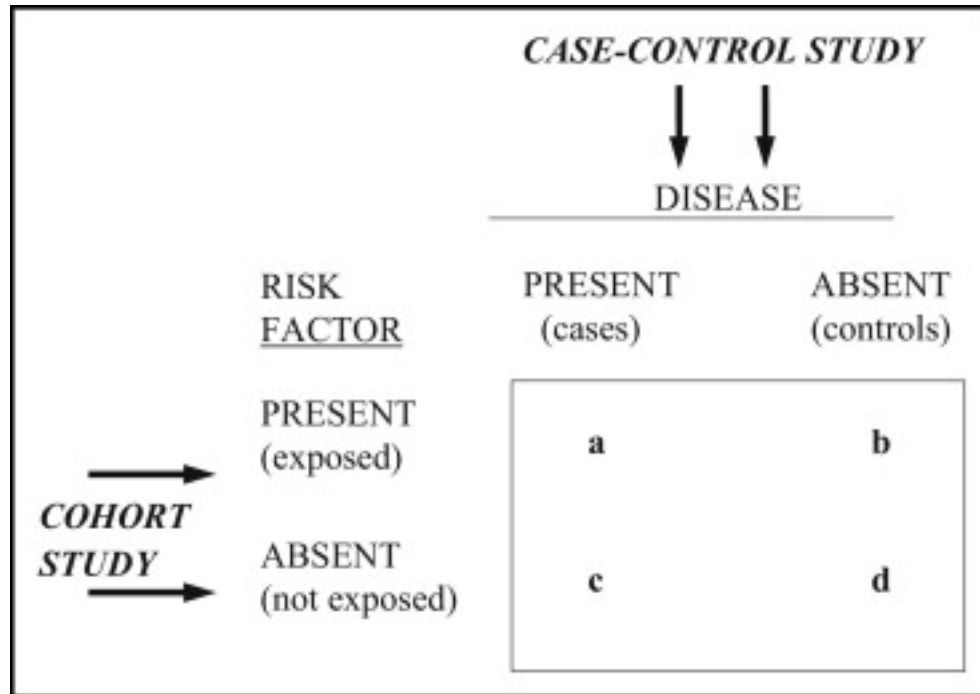 CASE-CONTROL STUDY
DISEASE
RISK
FACTOR
PRESENT
(cases)
ABSENT
(controls)
PRESENT
(exposed)
a
b
COHORT
STUDY
ABSENT
(not exposed)
c
d